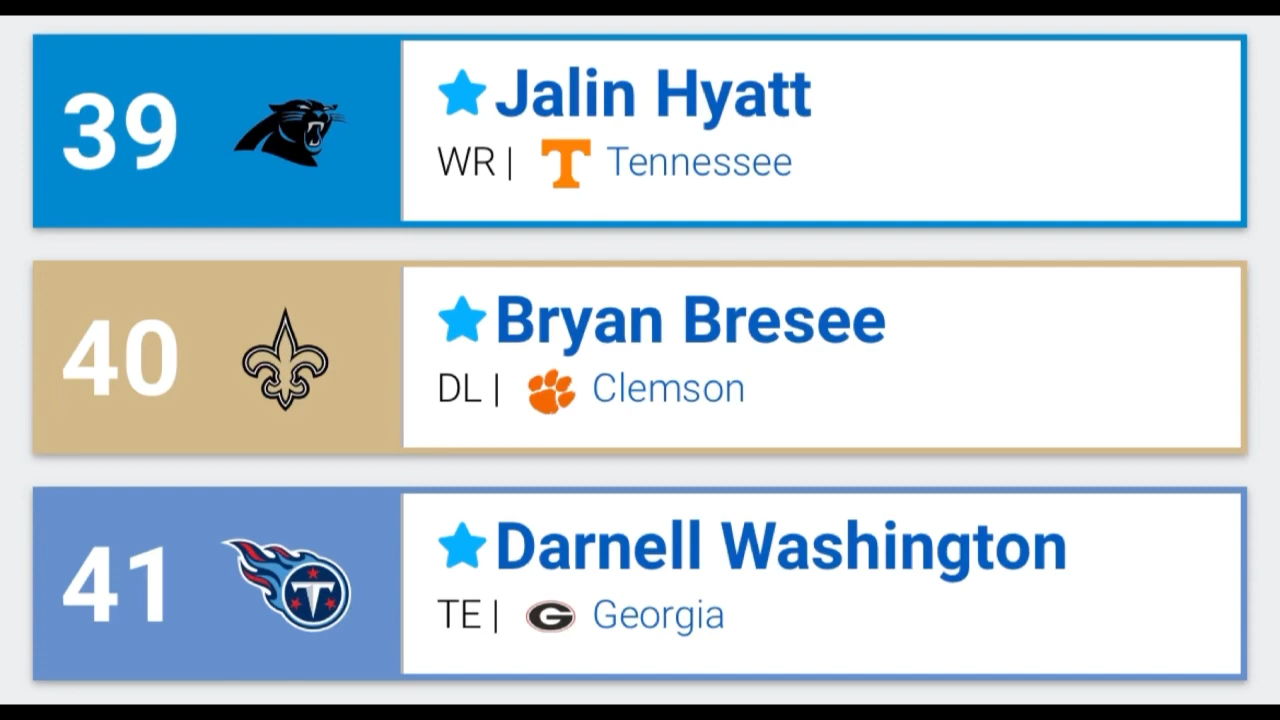 39
Jalin Hyatt
WR | T Tennessee
40
Bryan Bresee
DL | Clemson
41
T
Darnell Washington
TE | G Georgia